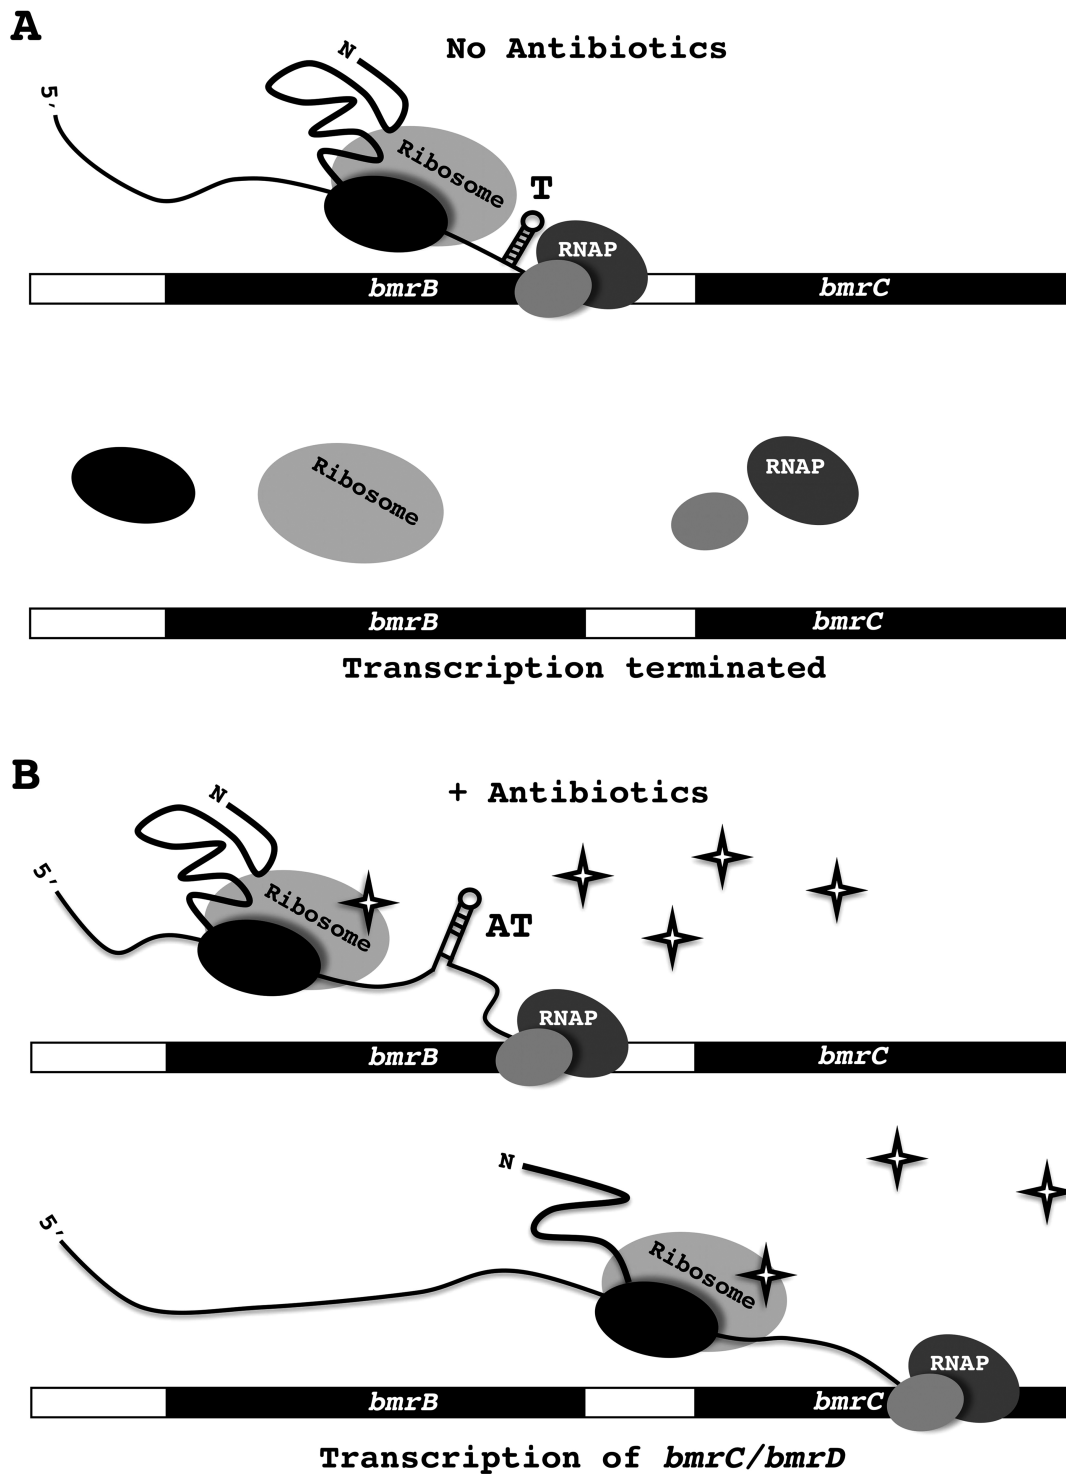 A
No Antibiotics
N
5'
Ribosome
T
RNAP
bmrB
bmrC
Ribosome
RNAP
bmrB
bmrC
Transcription terminated
B
+ Antibiotics
N
5'
Ribosome
AT
RNAP
bmrB
bmrC
N
5'
Ribosome
RNAP
bmrB
bmrC
Transcription of bmrC/bmrD